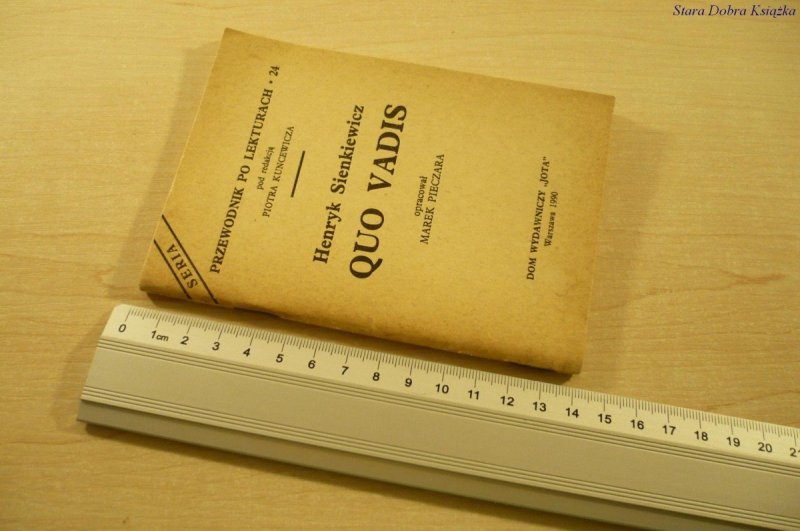 Stara Dobra Książka
SERIA
PRZEWODNIK PO LEKTURACH • 24
pod redakcją
PIOTRA KUNCEWICZA
Henryk Sienkiewicz
QUO VADIS
opracował
MAREK PIECZARA
DOM WYDAWNICZY „JOTA"
Warszawa 1990
0 1cm 2 3 4 5 6 7 8 9 10 11 12 13 14 15 16 17 18 19 20 21